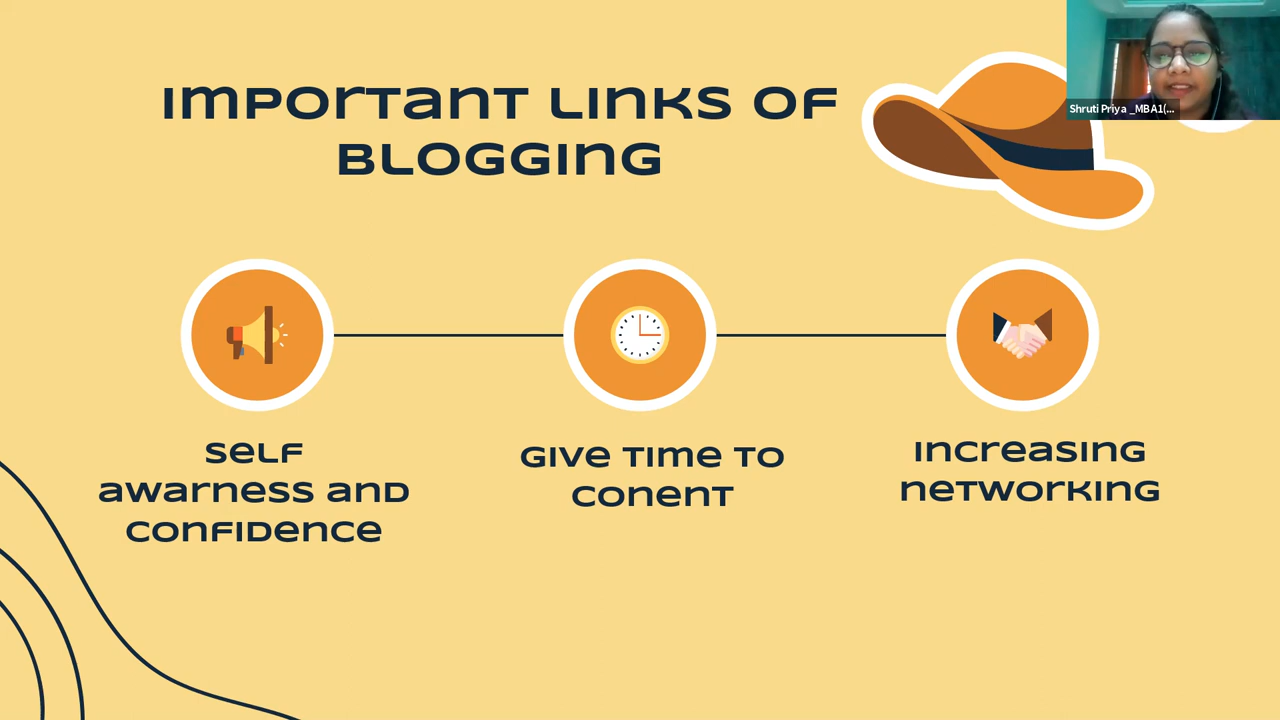 Important Links of
Blogging
Shruti Priya _MBA1(...
Self
awarness and
confidence
Give time to
conent
Increasing
networking